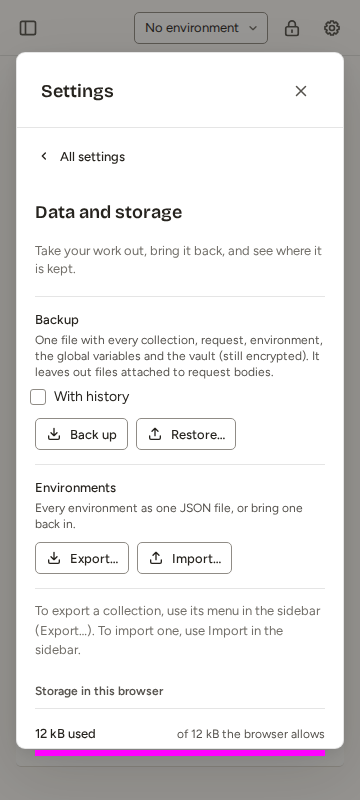 No environment
Settings
All settings
Data and storage
Take your work out, bring it back, and see where it
is kept.
Backup
One file with every collection, request, environment,
the global variables and the vault (still encrypted). It
leaves out files attached to request bodies.
With history
Back up
Restore...
Environments
Every environment as one JSON file, or bring one
back in.
Export...
Import...
To export a collection, use its menu in the sidebar
(Export...). To import one, use Import in the
sidebar.
Storage in this browser
12 kB used
of 12 kB the browser allows